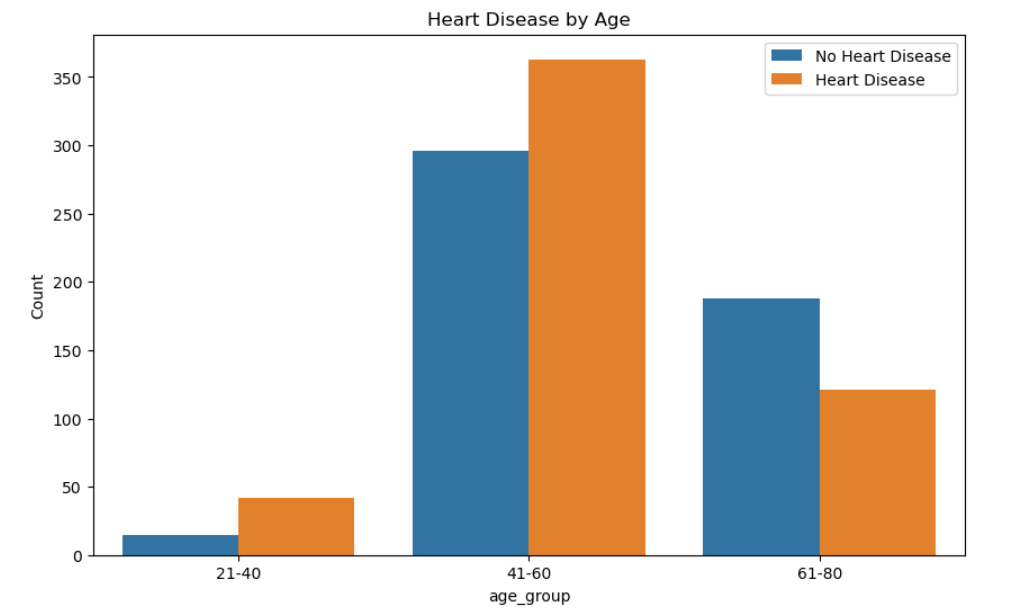 Heart Disease by Age
No Heart Disease
Heart Disease
350
300
250
200
150
100
50
0
Count
21-40
41-60
61-80
age_group